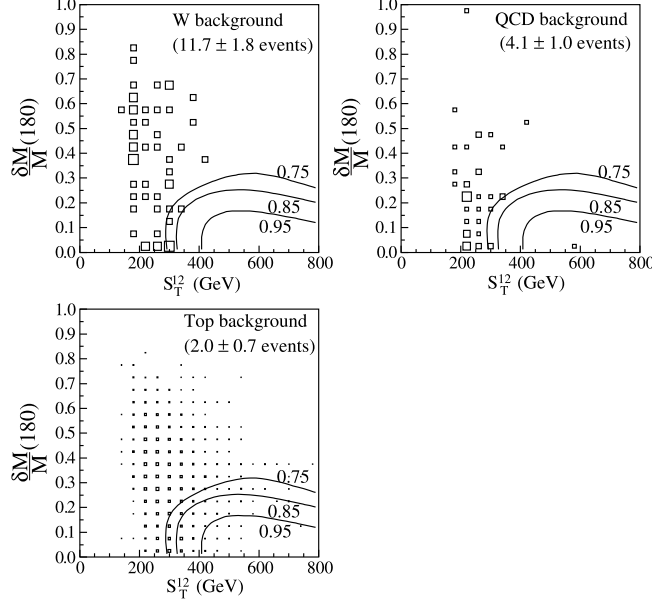 W background
(11.7 ± 1.8 events)
1.0
0.9
0.8
0.7
0.6
0.5
0.4
0.3
0.2
0.1
0.0
δM/M (180)
0.75
0.85
0.95
0 200 400 600 800
S_T^12 (GeV)
QCD background
(4.1 ± 1.0 events)
1.0
0.9
0.8
0.7
0.6
0.5
0.4
0.3
0.2
0.1
0.0
δM/M (180)
0.75
0.85
0.95
0 200 400 600 800
S_T^12 (GeV)
Top background
(2.0 ± 0.7 events)
1.0
0.9
0.8
0.7
0.6
0.5
0.4
0.3
0.2
0.1
0.0
δM/M (180)
0.75
0.85
0.95
0 200 400 600 800
S_T^12 (GeV)